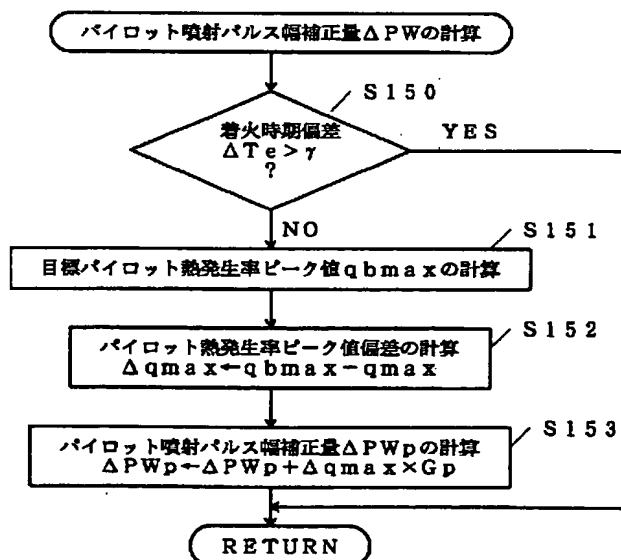 パイロット噴射パルス幅補正量ΔPWの計算
S150
着火時期偏差
ΔTe>γ
?
YES
NO
S151
目標パイロット熱発生率ピーク値qbmaxの計算
S152
パイロット熱発生率ピーク値偏差の計算
Δqmax←qbmax−qmax
S153
パイロット噴射パルス幅補正量ΔPWpの計算
ΔPWp←ΔPWp+Δqmax×Gp
RETURN